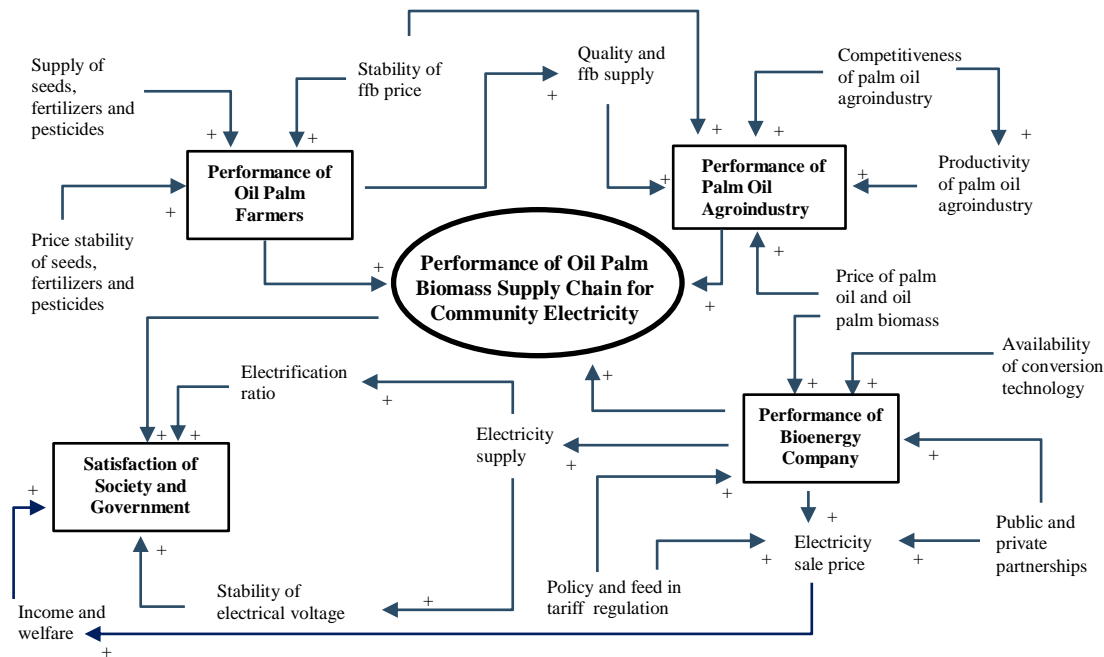 Supply of
seeds,
fertilizers and
pesticides
+
Stability of
ffb price
+
Quality and
ffb supply
+
Competitiveness
of palm oil
agroindustry
+
+
+
Performance of
Oil Palm
Farmers
+
Performance of
Palm Oil
Agroindustry
+
+
Productivity
of palm oil
agroindustry
+
Price stability
of seeds,
fertilizers and
pesticides
+
Performance of Oil Palm
Biomass Supply Chain for
Community Electricity
+
+
Price of palm
oil and oil
palm biomass
Availability
of conversion
technology
Electrification
ratio
+
+
+
+
+
+
Performance of
Bioenergy
Company
+
Electricity
supply
+
Satisfaction of
Society and
Government
+
+
+
Electricity
sale price
+
+
Public and
private
partnerships
+
Policy and feed in
tariff regulation
Stability of
electrical voltage
+
Income and
welfare
+